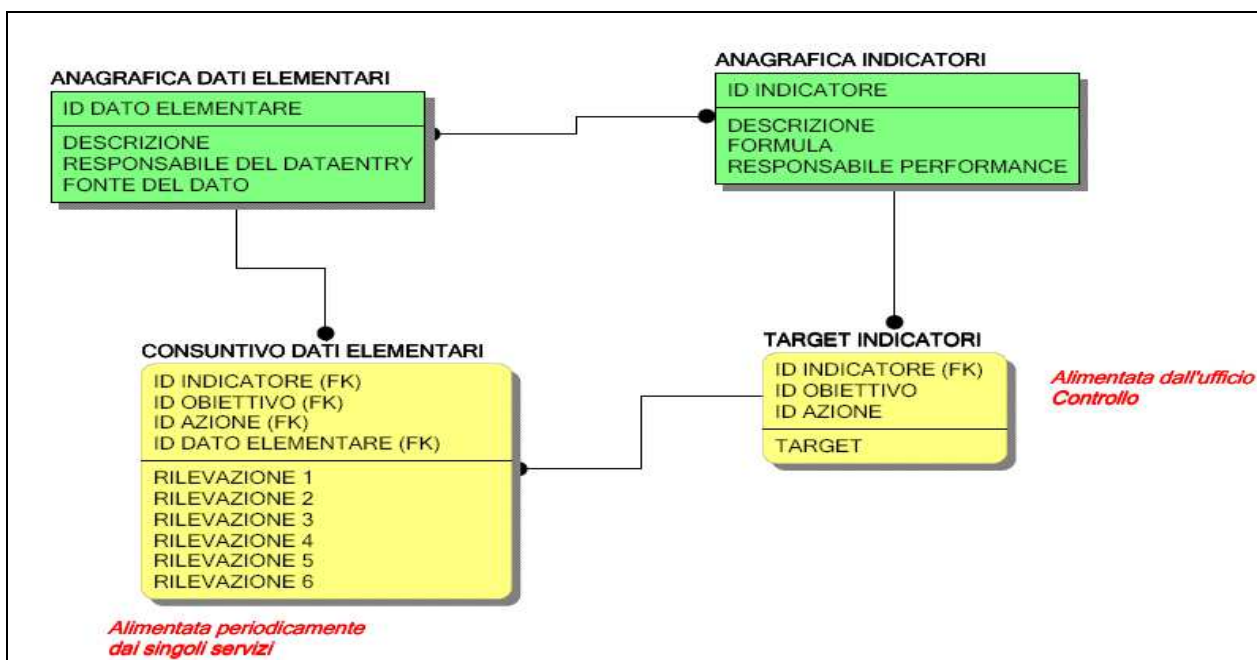 ANAGRAFICA DATI ELEMENTARI
ID DATO ELEMENTARE
DESCRIZIONE
RESPONSABILE DEL DATAENTRY
FONTE DEL DATO
ANAGRAFICA INDICATORI
ID INDICATORE
DESCRIZIONE
FORMULA
RESPONSABILE PERFORMANCE
CONSUNTIVO DATI ELEMENTARI
ID INDICATORE (FK)
ID OBIETTIVO (FK)
ID AZIONE (FK)
ID DATO ELEMENTARE (FK)
RILEVAZIONE 1
RILEVAZIONE 2
RILEVAZIONE 3
RILEVAZIONE 4
RILEVAZIONE 5
RILEVAZIONE 6
Alimentata periodicamente
dai singoli servizi
TARGET INDICATORI
ID INDICATORE (FK)
ID OBIETTIVO
ID AZIONE
TARGET
Alimentata dall'ufficio
Controllo